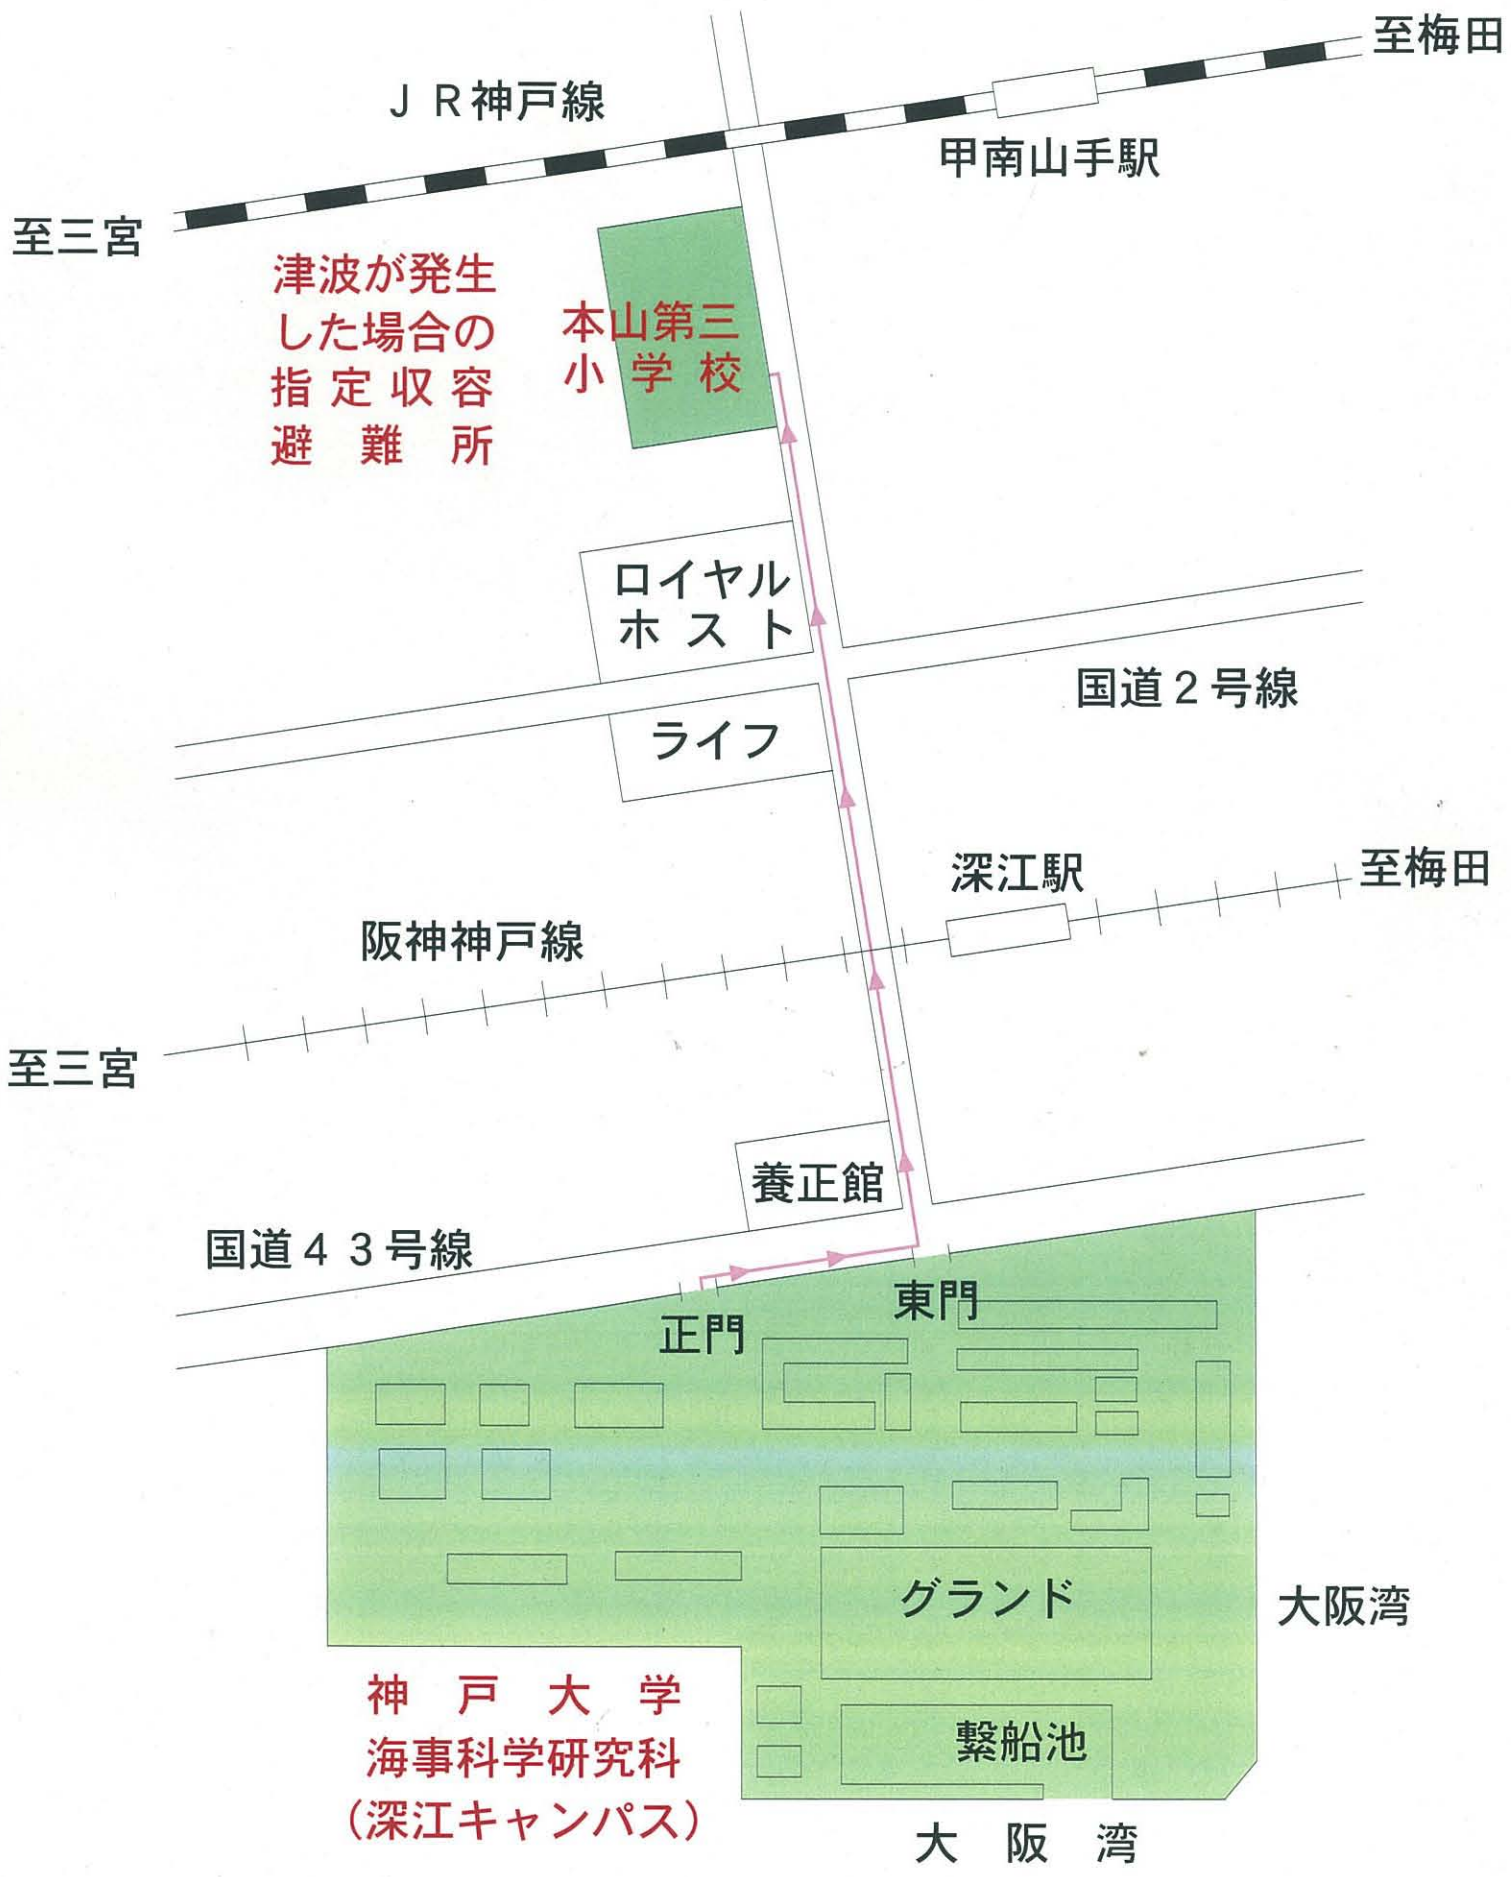 至梅田
ＪＲ神戸線
甲南山手駅
至三宮
津波が発生
した場合の
指定収容
避難所
本山第三
小学校
ロイヤル
ホスト
国道２号線
ライフ
深江駅
至梅田
阪神神戸線
至三宮
養正館
国道４３号線
東門
正門
グランド
大阪湾
神戸大学
海事科学研究科
（深江キャンパス）
繋船池
大阪湾